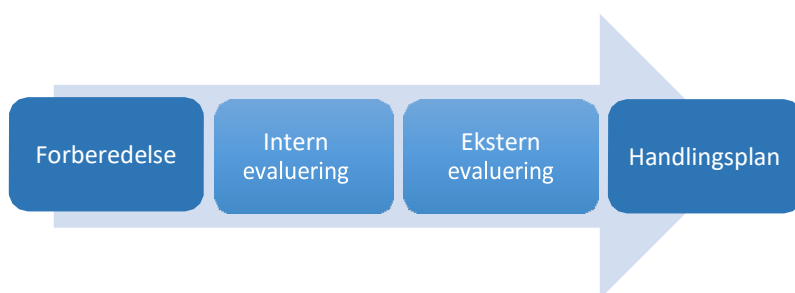 Forberedelse
Intern
evaluering
Ekstern
evaluering
Handlingsplan